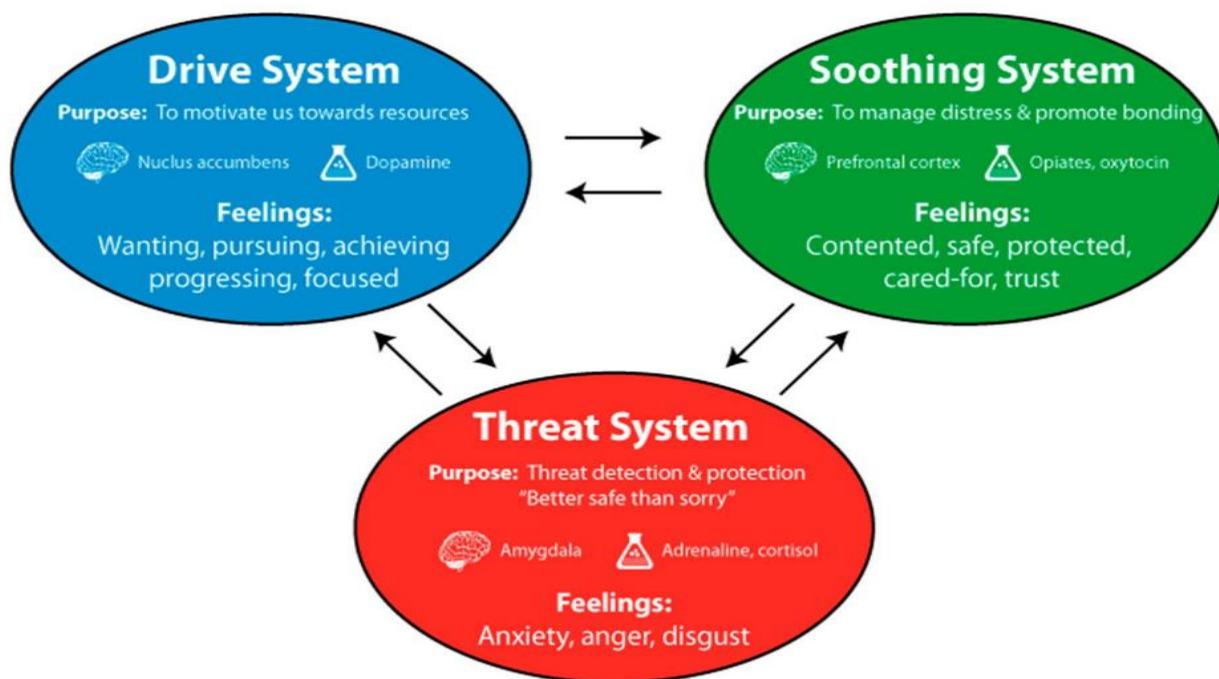 Drive System
Purpose: To motivate us towards resources
Nuclus accumbens
Dopamine
Feelings:
Wanting, pursuing, achieving
progressing, focused
Soothing System
Purpose: To manage distress & promote bonding
Prefrontal cortex
Opiates, oxytocin
Feelings:
Contented, safe, protected,
cared-for, trust
Threat System
Purpose: Threat detection & protection
“Better safe than sorry”
Amygdala
Adrenaline, cortisol
Feelings:
Anxiety, anger, disgust